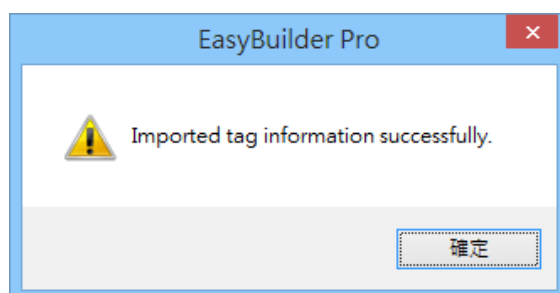 EasyBuilder Pro
Imported tag information successfully.
確定